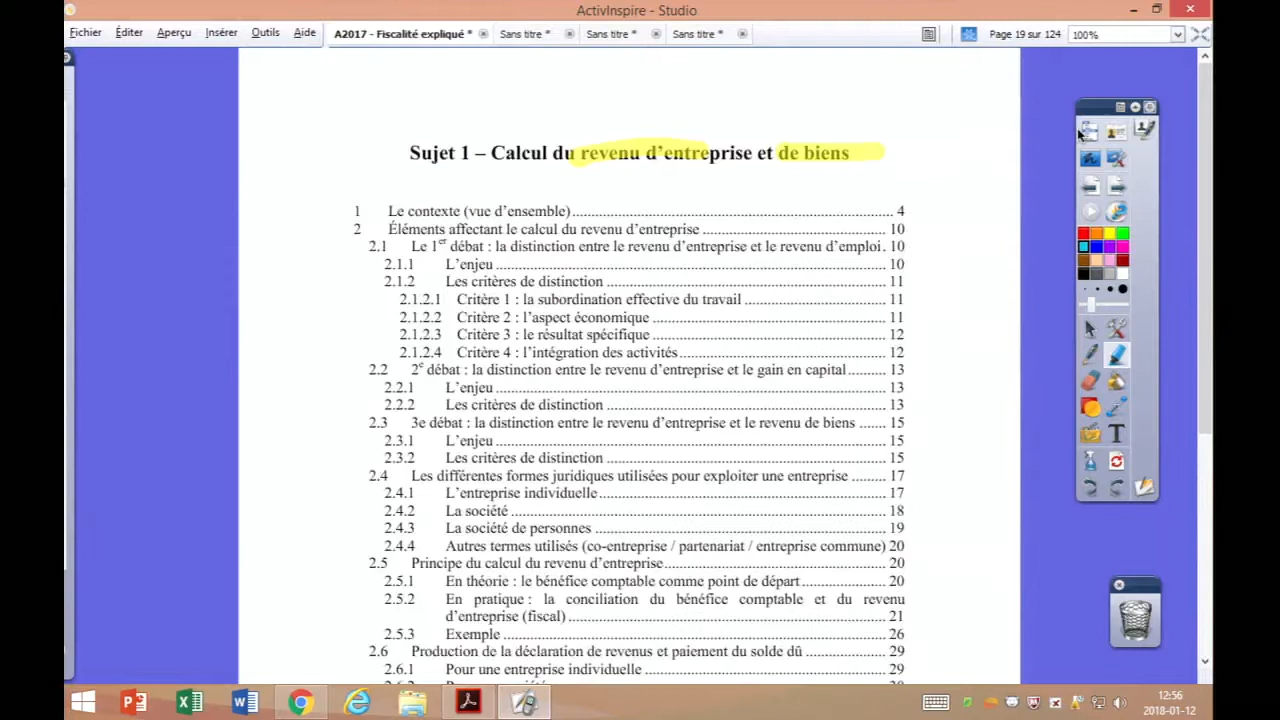 ActivInspire - Studio
Fichier Éditer Aperçu Insérer Outils Aide A2017 - Fiscalité expliqué * Sans titre * Sans titre * Sans titre * Page 19 sur 124 100%
Sujet 1 – Calcul du revenu d’entreprise et de biens
1 Le contexte (vue d’ensemble) 4
2 Éléments affectant le calcul du revenu d’entreprise 10
2.1 Le 1er débat : la distinction entre le revenu d’entreprise et le revenu d’emploi. 10
2.1.1 L’enjeu 10
2.1.2 Les critères de distinction 11
2.1.2.1 Critère 1 : la subordination effective du travail 11
2.1.2.2 Critère 2 : l’aspect économique 11
2.1.2.3 Critère 3 : le résultat spécifique 12
2.1.2.4 Critère 4 : l’intégration des activités 12
2.2 2e débat : la distinction entre le revenu d’entreprise et le gain en capital 13
2.2.1 L’enjeu 13
2.2.2 Les critères de distinction 13
2.3 3e débat : la distinction entre le revenu d’entreprise et le revenu de biens 15
2.3.1 L’enjeu 15
2.3.2 Les critères de distinction 15
2.4 Les différentes formes juridiques utilisées pour exploiter une entreprise 17
2.4.1 L’entreprise individuelle 17
2.4.2 La société 18
2.4.3 La société de personnes 19
2.4.4 Autres termes utilisés (co-entreprise / partenariat / entreprise commune) 20
2.5 Principe du calcul du revenu d’entreprise 20
2.5.1 En théorie : le bénéfice comptable comme point de départ 20
2.5.2 En pratique : la conciliation du bénéfice comptable et du revenu
d’entreprise (fiscal) 21
2.5.3 Exemple 26
2.6 Production de la déclaration de revenus et paiement du solde dû 29
2.6.1 Pour une entreprise individuelle 29
12:56
2018-01-12